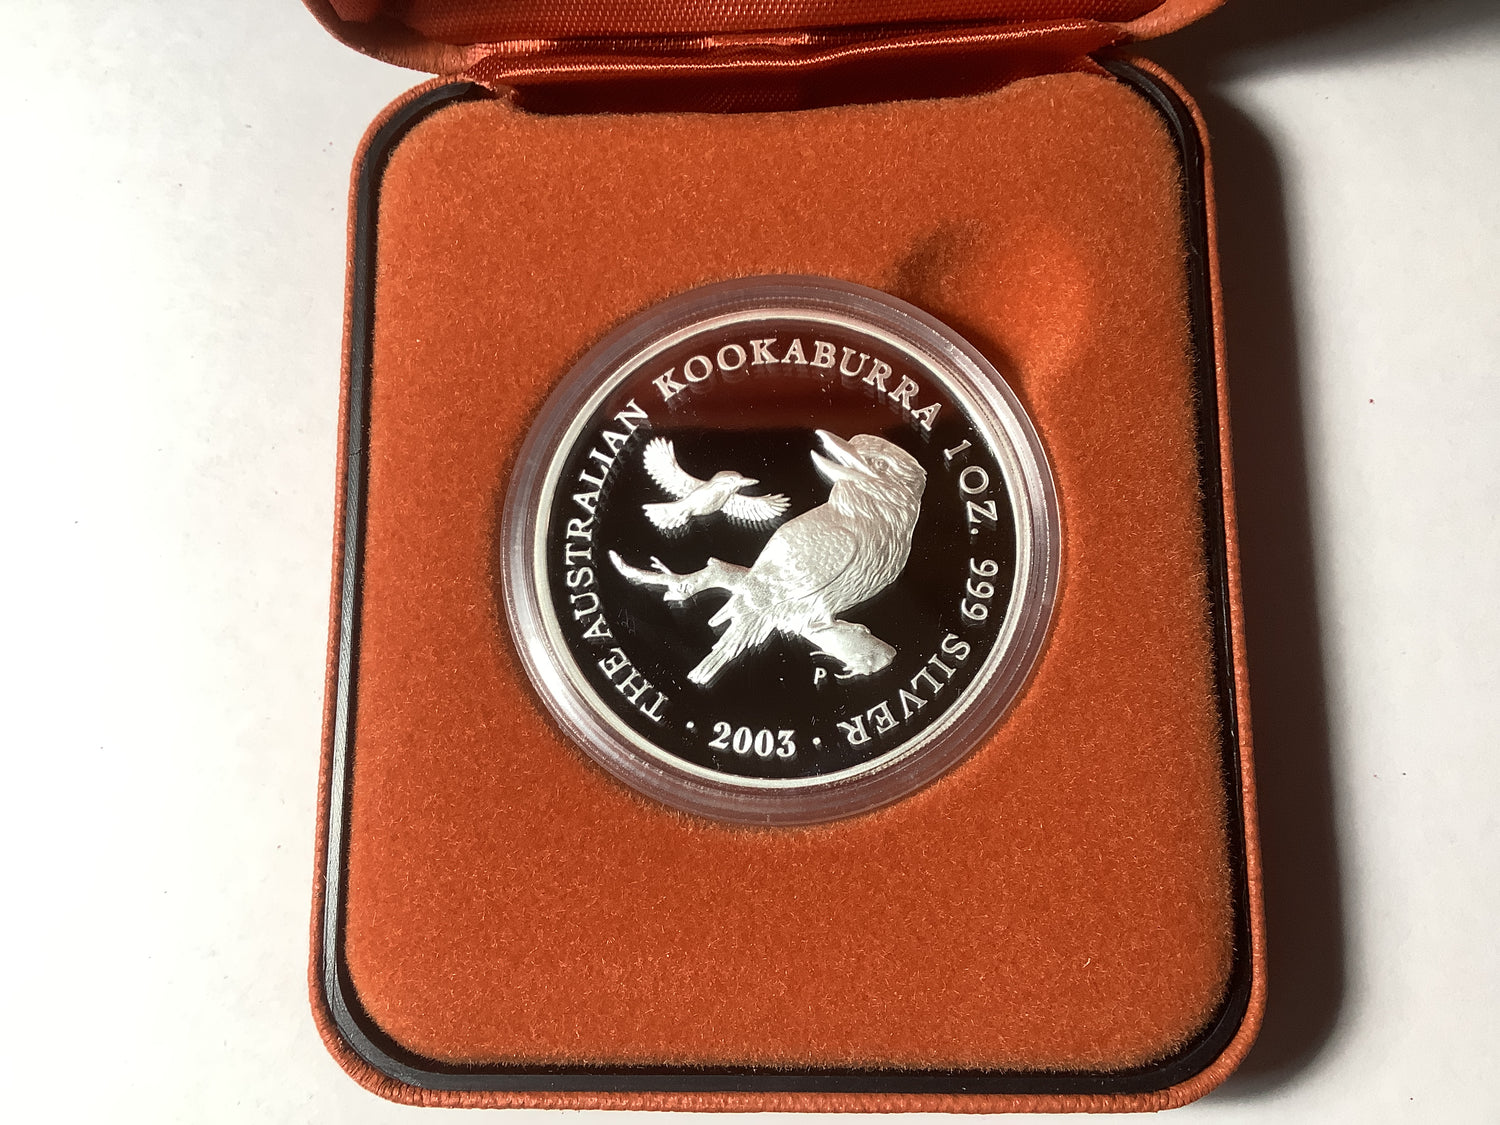 THE AUSTRALIAN KOOKABURRA 1 OZ. 999 SILVER
· 2003 ·
P